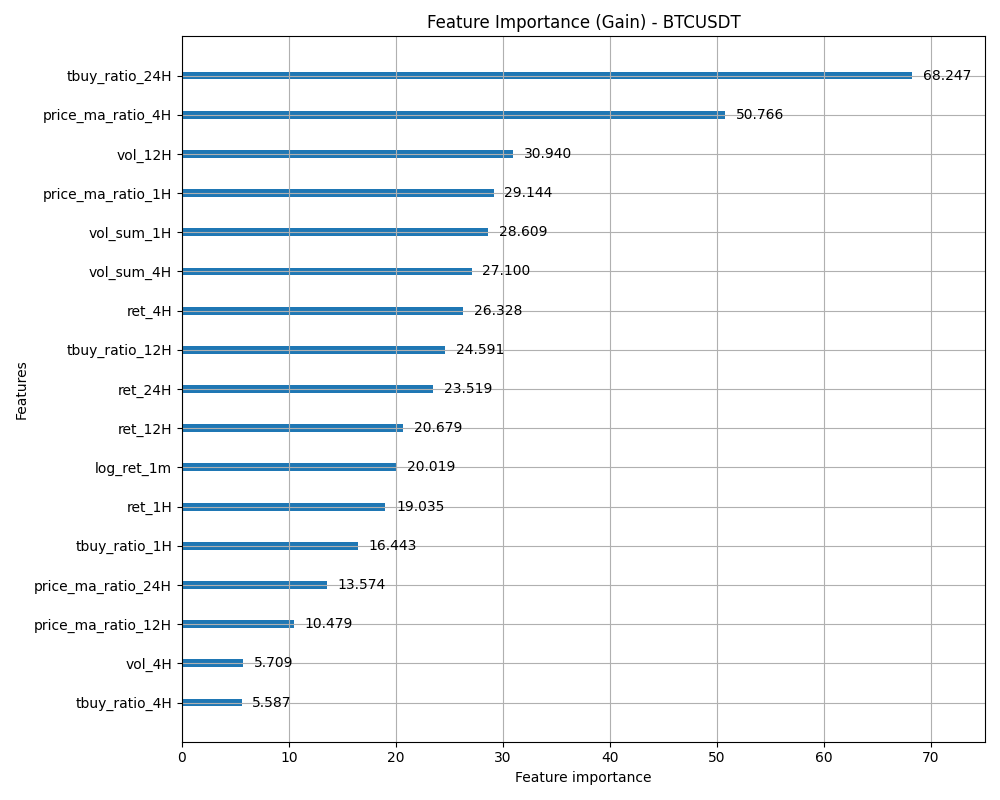 Feature Importance (Gain) - BTCUSDT
tbuy_ratio_24H 68.247
price_ma_ratio_4H 50.766
vol_12H 30.940
price_ma_ratio_1H 29.144
vol_sum_1H 28.609
vol_sum_4H 27.100
ret_4H 26.328
tbuy_ratio_12H 24.591
ret_24H 23.519
ret_12H 20.679
log_ret_1m 20.019
ret_1H 19.035
tbuy_ratio_1H 16.443
price_ma_ratio_24H 13.574
price_ma_ratio_12H 10.479
vol_4H 5.709
tbuy_ratio_4H 5.587
Features
0 10 20 30 40 50 60 70
Feature importance